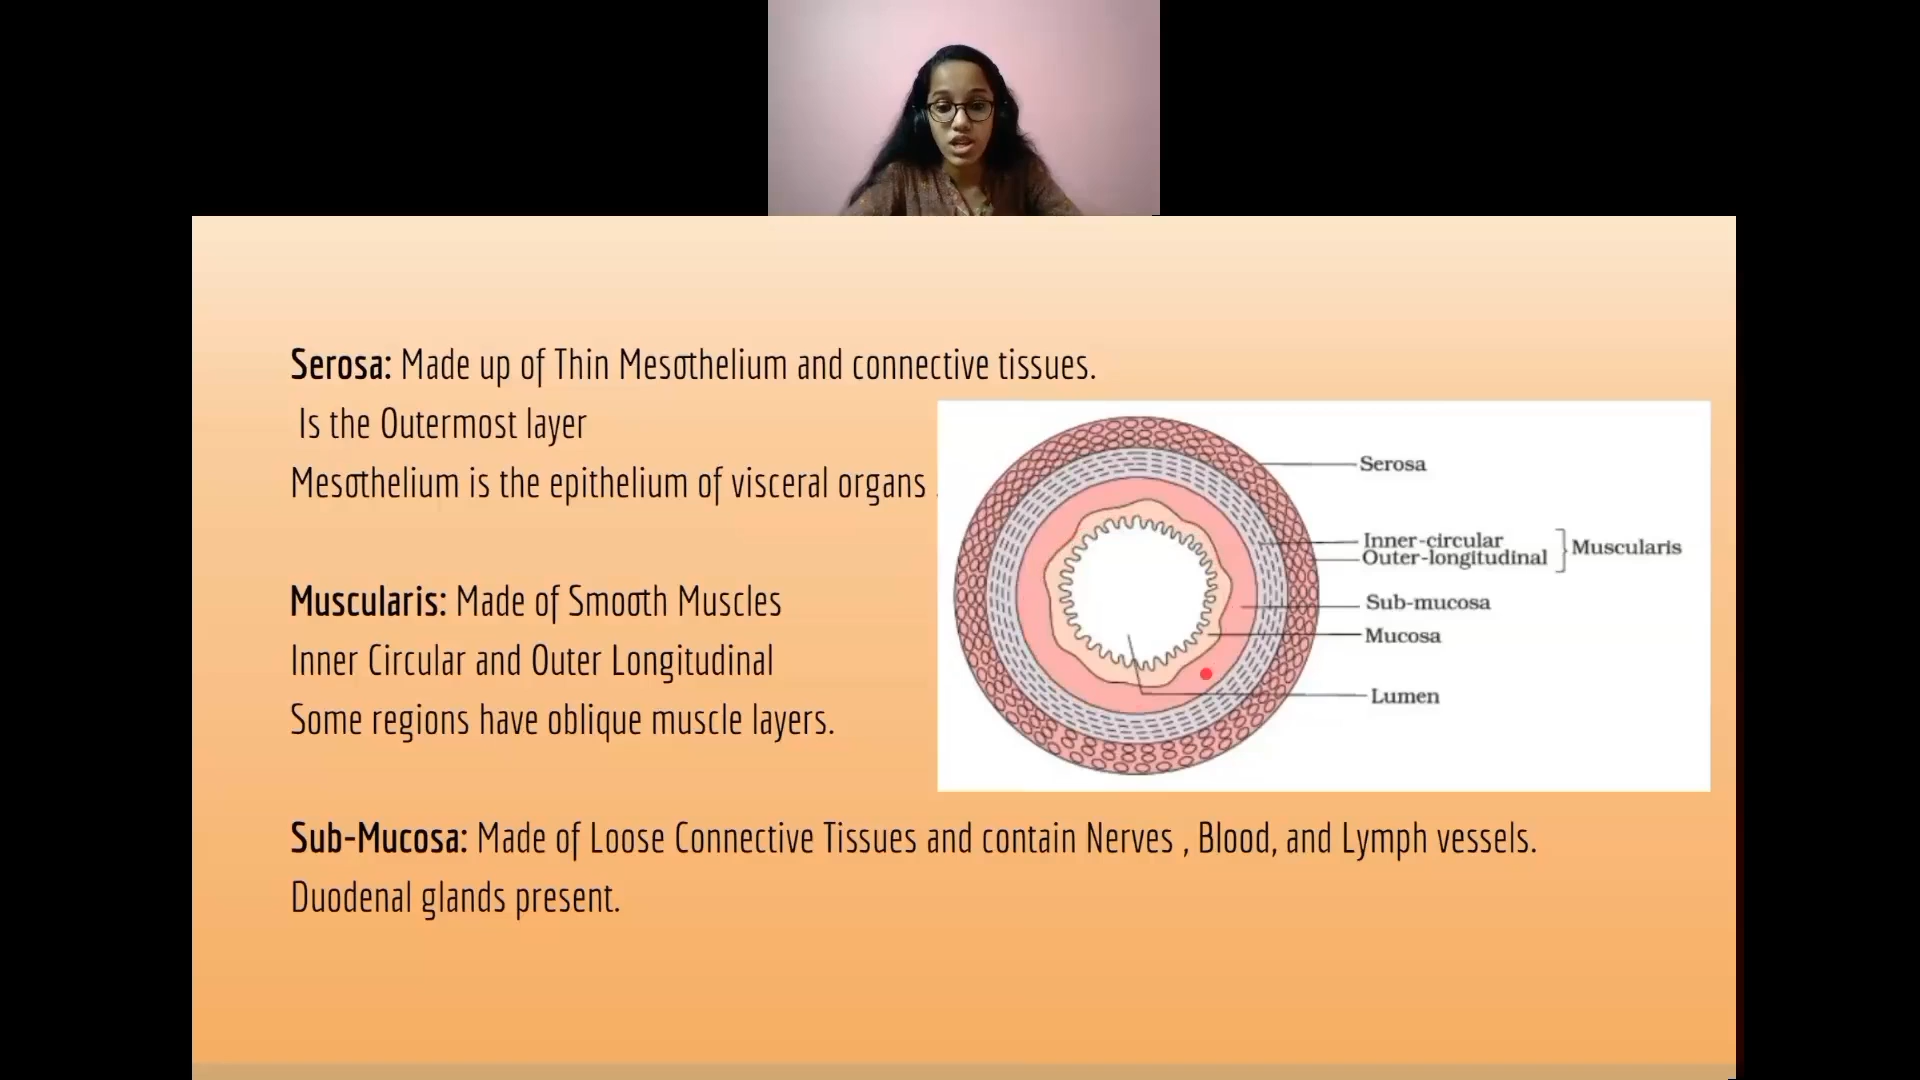 Serosa: Made up of Thin Mesothelium and connective tissues.
Is the Outermost layer
Mesothelium is the epithelium of visceral organs .
Muscularis: Made of Smooth Muscles
Inner Circular and Outer Longitudinal
Some regions have oblique muscle layers.
Sub-Mucosa: Made of Loose Connective Tissues and contain Nerves , Blood, and Lymph vessels.
Duodenal glands present.
Serosa
Inner-circular
Outer-longitudinal
Muscularis
Sub-mucosa
Mucosa
Lumen